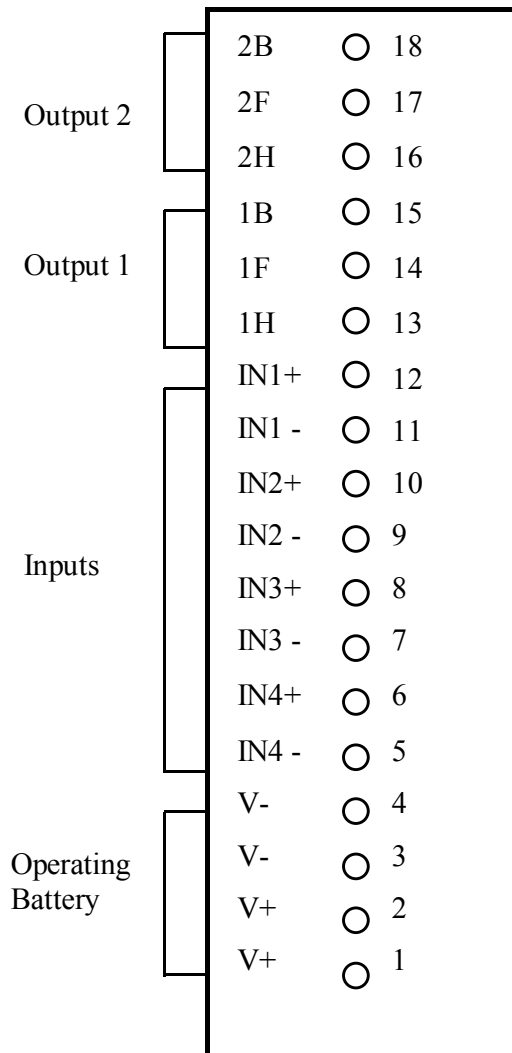 2B 18
Output 2
2F 17
2H 16
1B 15
Output 1
1F 14
1H 13
IN1+ 12
IN1 - 11
IN2+ 10
IN2 - 9
Inputs
IN3+ 8
IN3 - 7
IN4+ 6
IN4 - 5
V- 4
Operating
Battery
V- 3
V+ 2
V+ 1